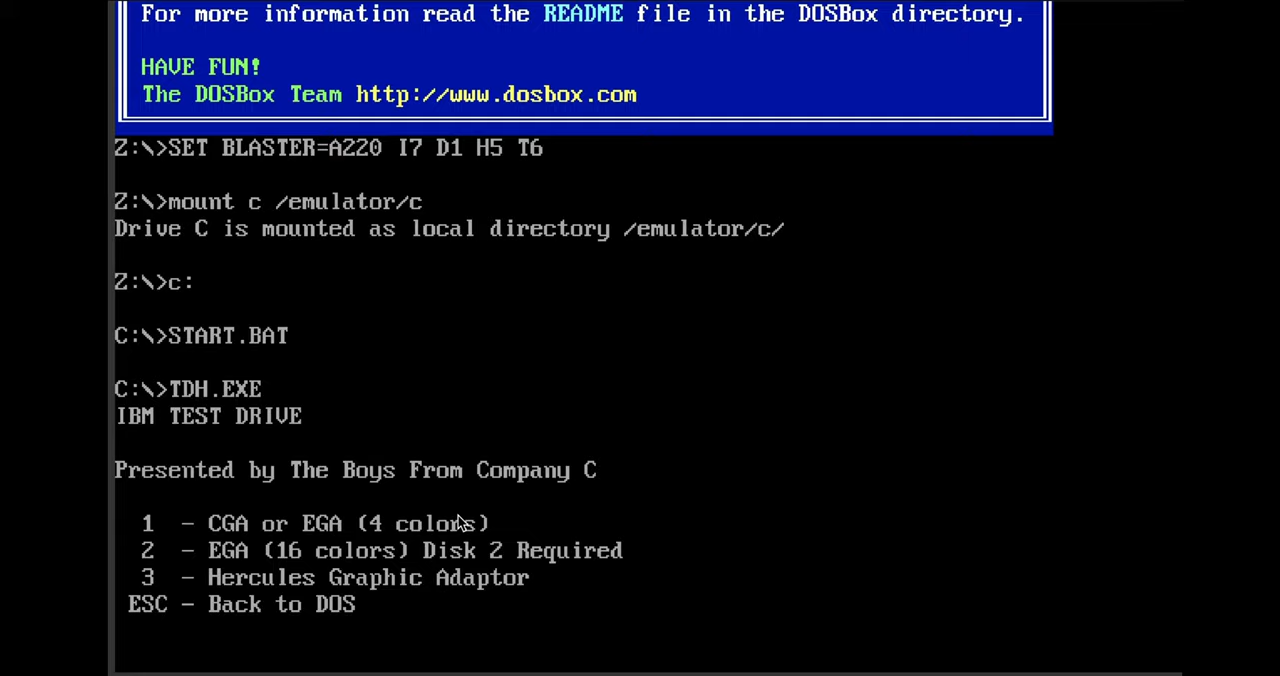 For more information read the README file in the DOSBox directory.
HAVE FUN!
The DOSBox Team http://www.dosbox.com
Z:\>SET BLASTER=A220 I7 D1 H5 T6
Z:\>mount c /emulator/c
Drive C is mounted as local directory /emulator/c/
Z:\>c:
C:\>START.BAT
C:\>TDH.EXE
IBM TEST DRIVE
Presented by The Boys From Company C
1 - CGA or EGA (4 colors)
2 - EGA (16 colors) Disk 2 Required
3 - Hercules Graphic Adaptor
ESC - Back to DOS